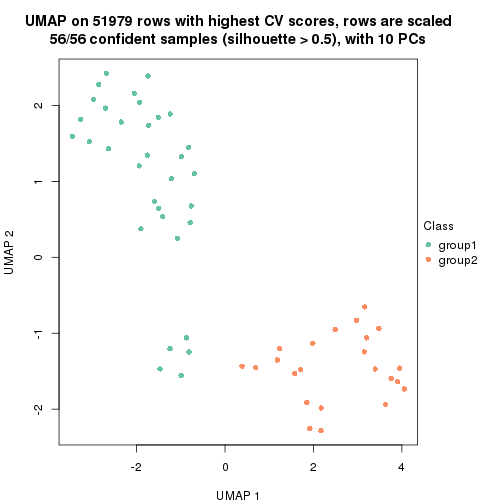 UMAP on 51979 rows with highest CV scores, rows are scaled
56/56 confident samples (silhouette > 0.5), with 10 PCs
2
1
0
-1
-2
UMAP 2
-2
0
2
4
UMAP 1
Class
group1
group2